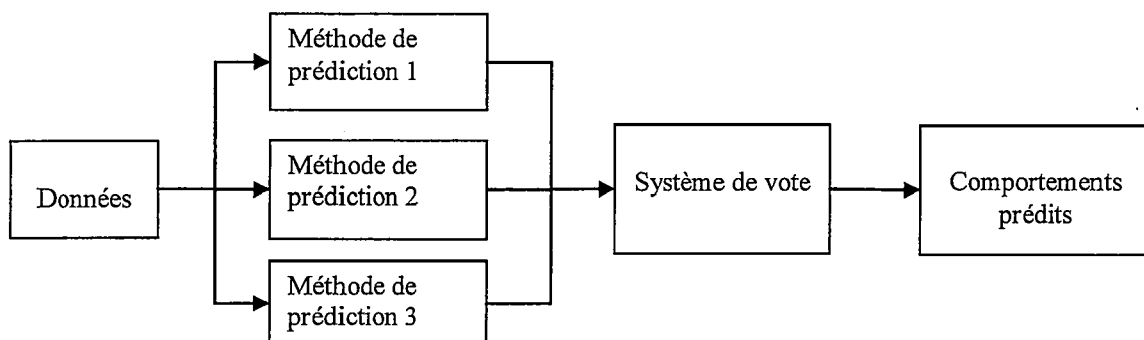 Données
Méthode de
prédiction 1
Méthode de
prédiction 2
Méthode de
prédiction 3
Système de vote
Comportements
prédits